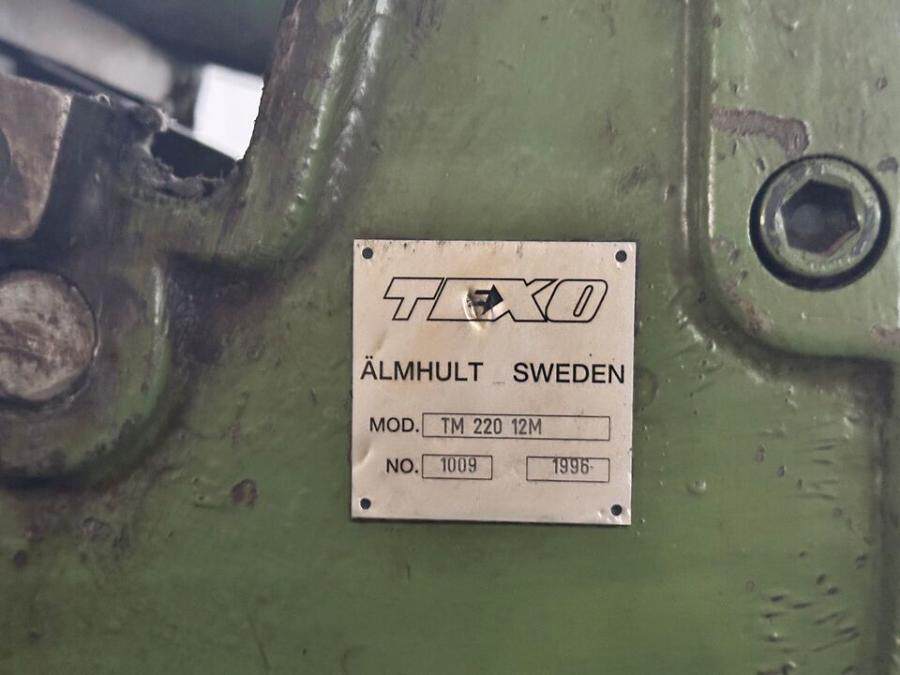 TEXO
ÄLMHULT SWEDEN
MOD. TM 220 12M
NO. 1009 1996